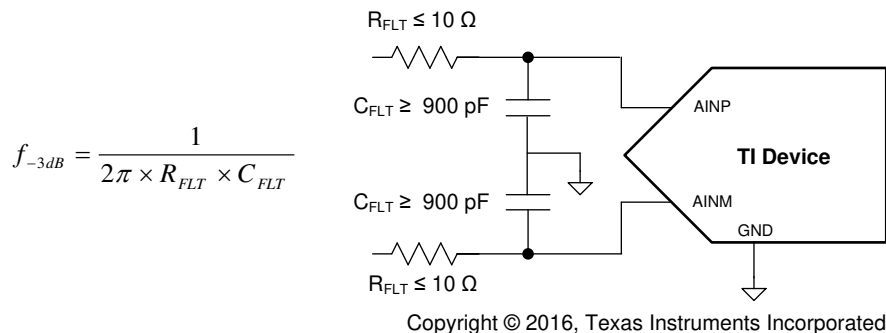 R_FLT ≤ 10 Ω
C_FLT ≥ 900 pF
AINP
f_-3dB = 1 / (2π × R_FLT × C_FLT)
TI Device
C_FLT ≥ 900 pF
AINM
GND
R_FLT ≤ 10 Ω
Copyright © 2016, Texas Instruments Incorporated